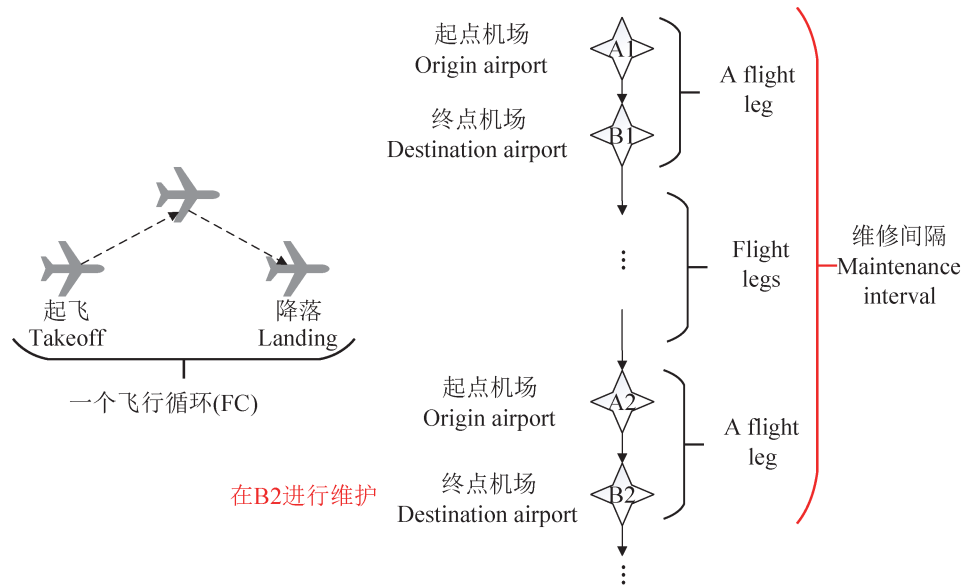 起飞
Takeoff
降落
Landing
一个飞行循环(FC)
起点机场
Origin airport
A1
终点机场
Destination airport
B1
A flight
leg
⋮
Flight
legs
起点机场
Origin airport
A2
终点机场
Destination airport
B2
A flight
leg
在B2进行维护
⋮
维修间隔
Maintenance
interval